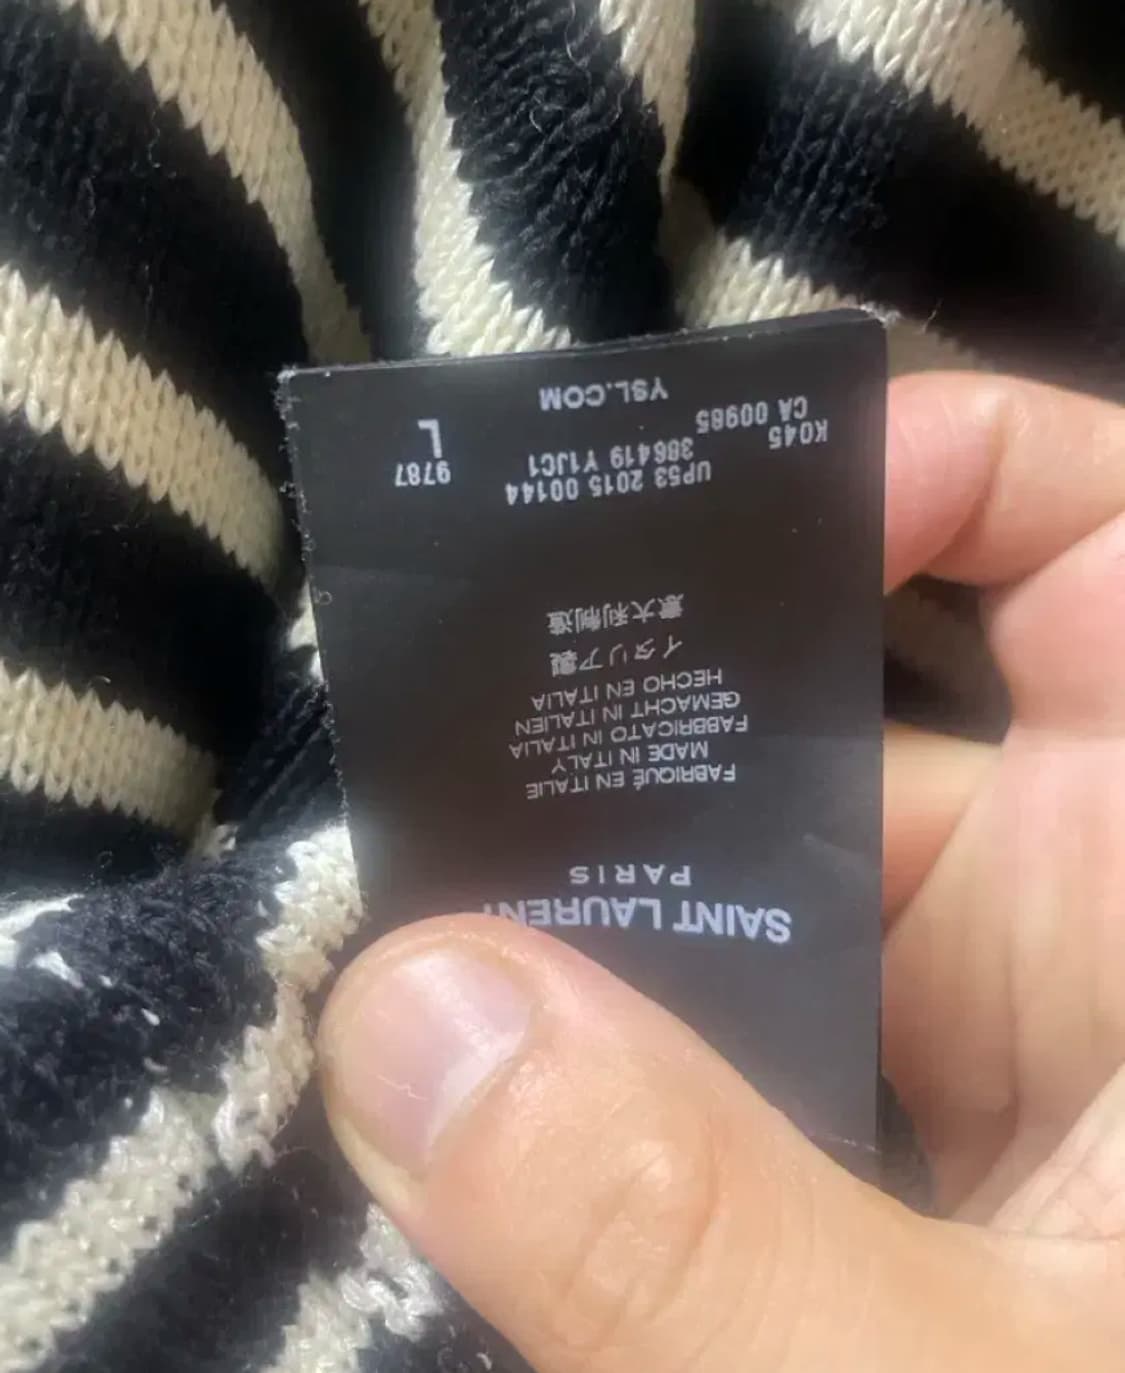 SAINT LAUREN
PARIS
FABRIQUÉ EN ITALIE
MADE IN ITALY
FABBRICATO IN ITALIA
GEMACHT IN ITALIEN
HECHO EN ITALIA
イタリア製
意大利制造
UP53 2015 00144
9787
386419 Y1JC1
L
K045
CA 00985
YSL.COM